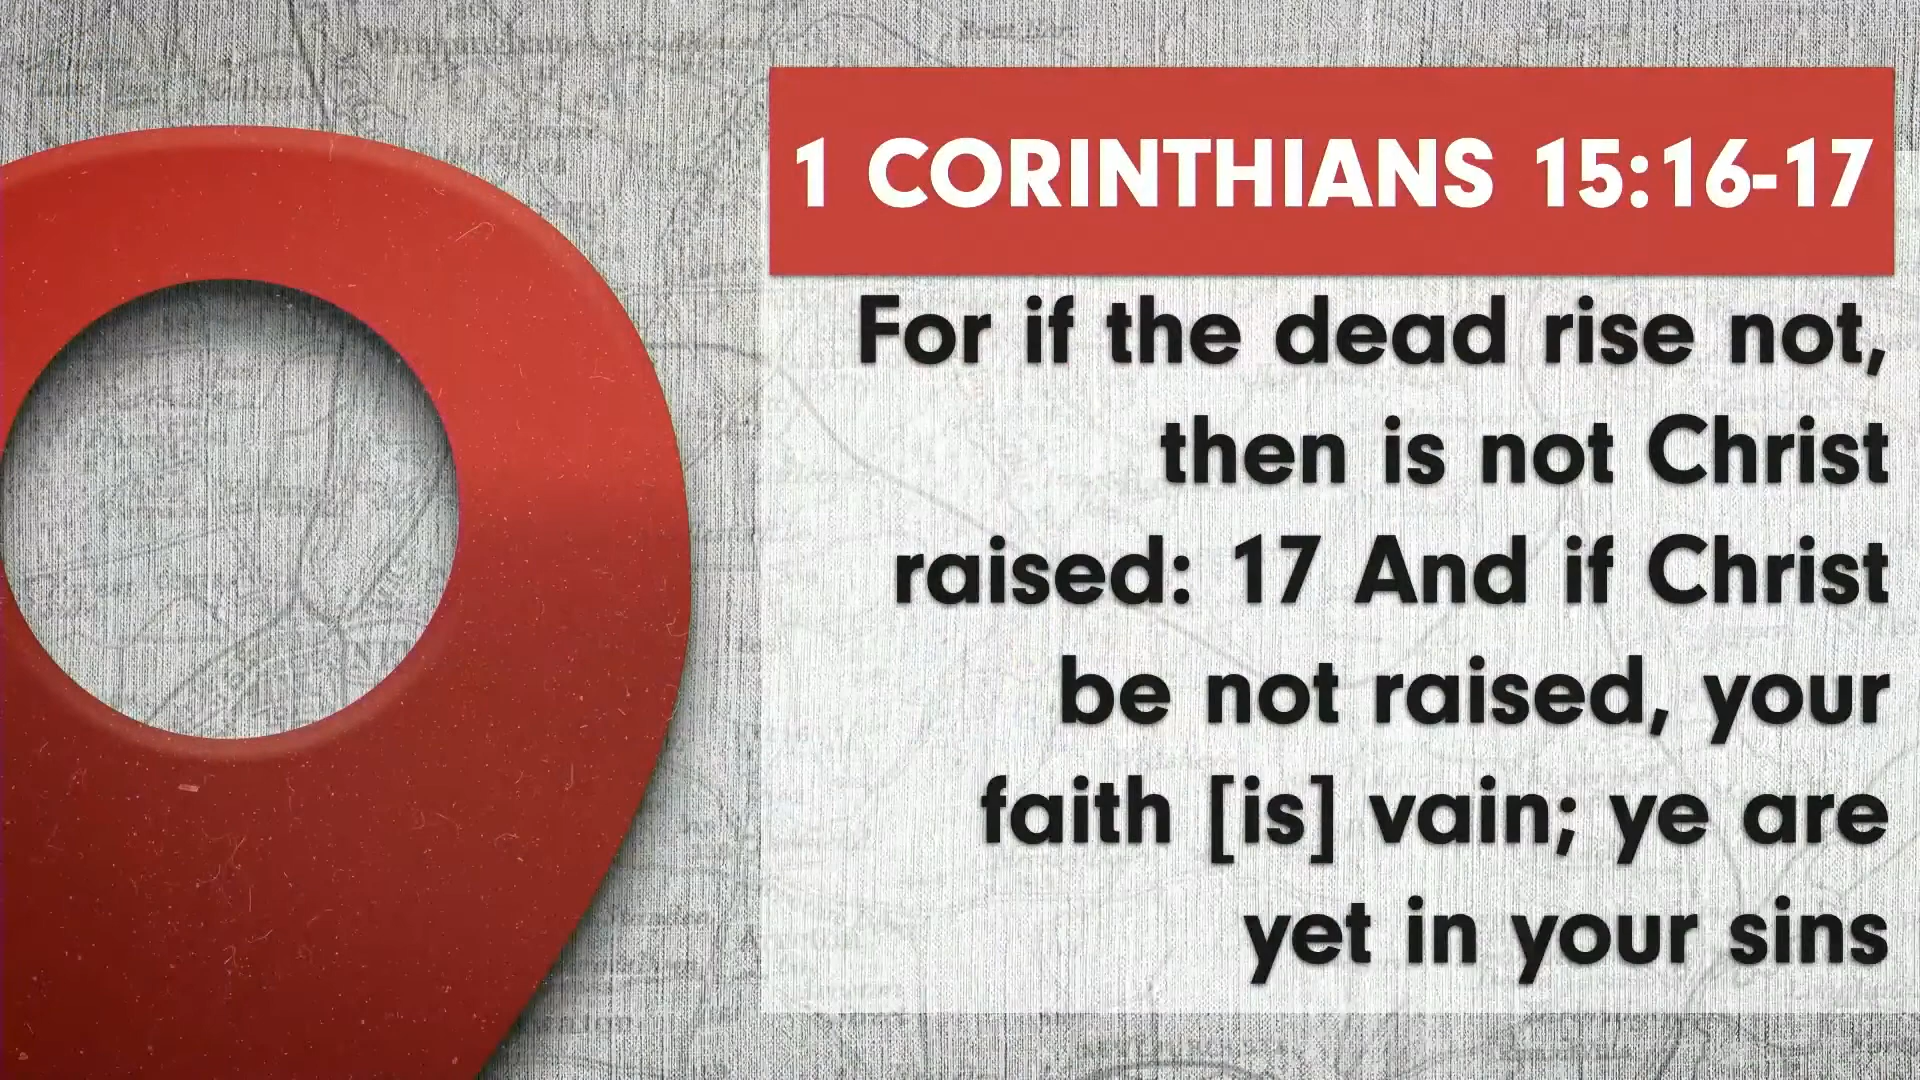 1 CORINTHIANS 15:16-17
For if the dead rise not,
then is not Christ
raised: 17 And if Christ
be not raised, your
faith [is] vain; ye are
yet in your sins